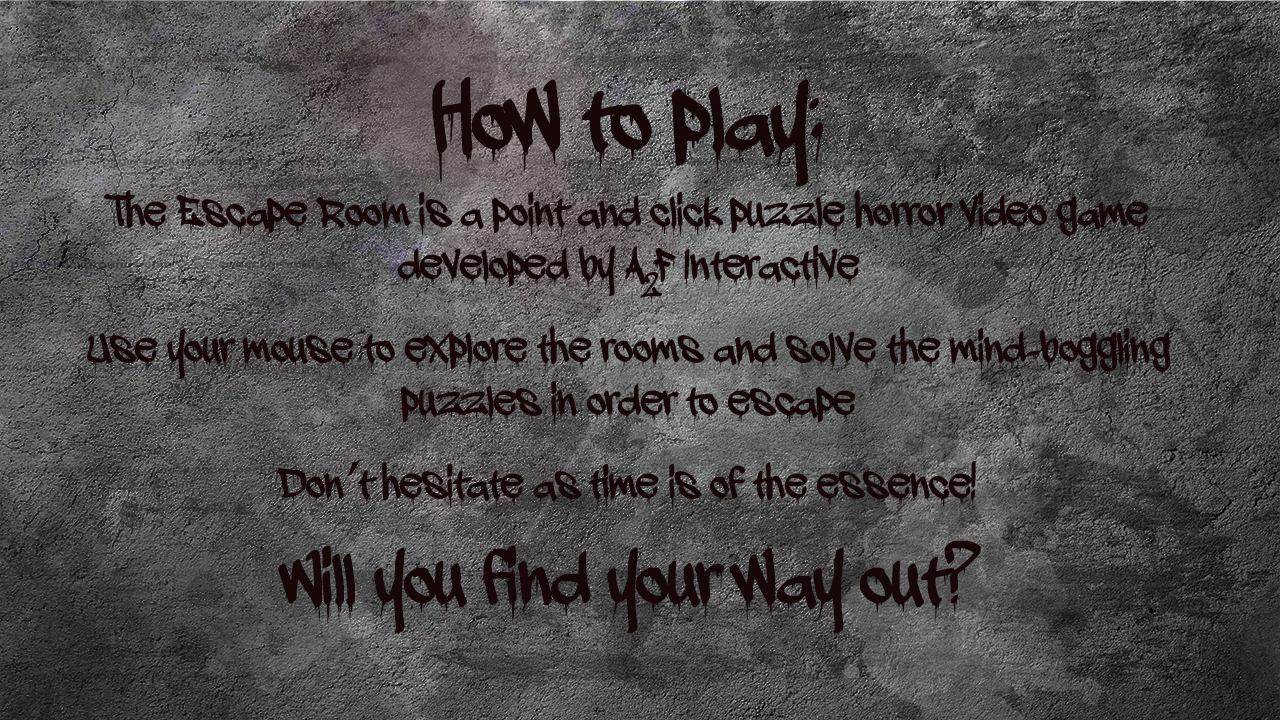 How to play;
The Escape Room is a point and click puzzle horror video game
developed by A₂F Interactive
Use your mouse to explore the rooms and solve the mind-boggling
puzzles in order to escape
Don't hesitate as time is of the essence!
Will you find your way out?